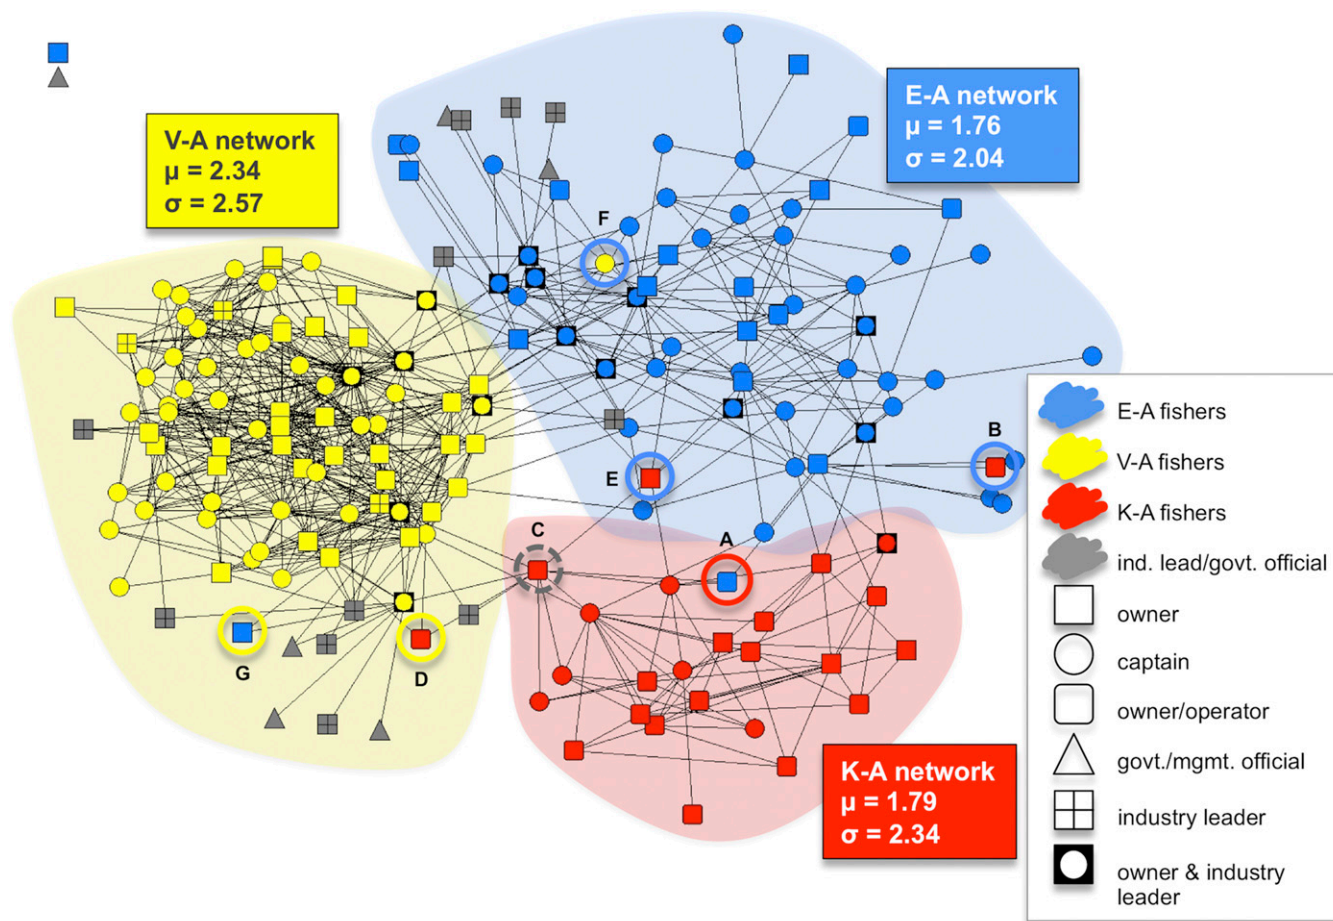 E-A network
μ = 1.76
σ = 2.04
V-A network
μ = 2.34
σ = 2.57
F
B
E
C
A
G
D
K-A network
μ = 1.79
σ = 2.34
E-A fishers
V-A fishers
K-A fishers
ind. lead/govt. official
owner
captain
owner/operator
govt./mgmt. official
industry leader
owner & industry
leader